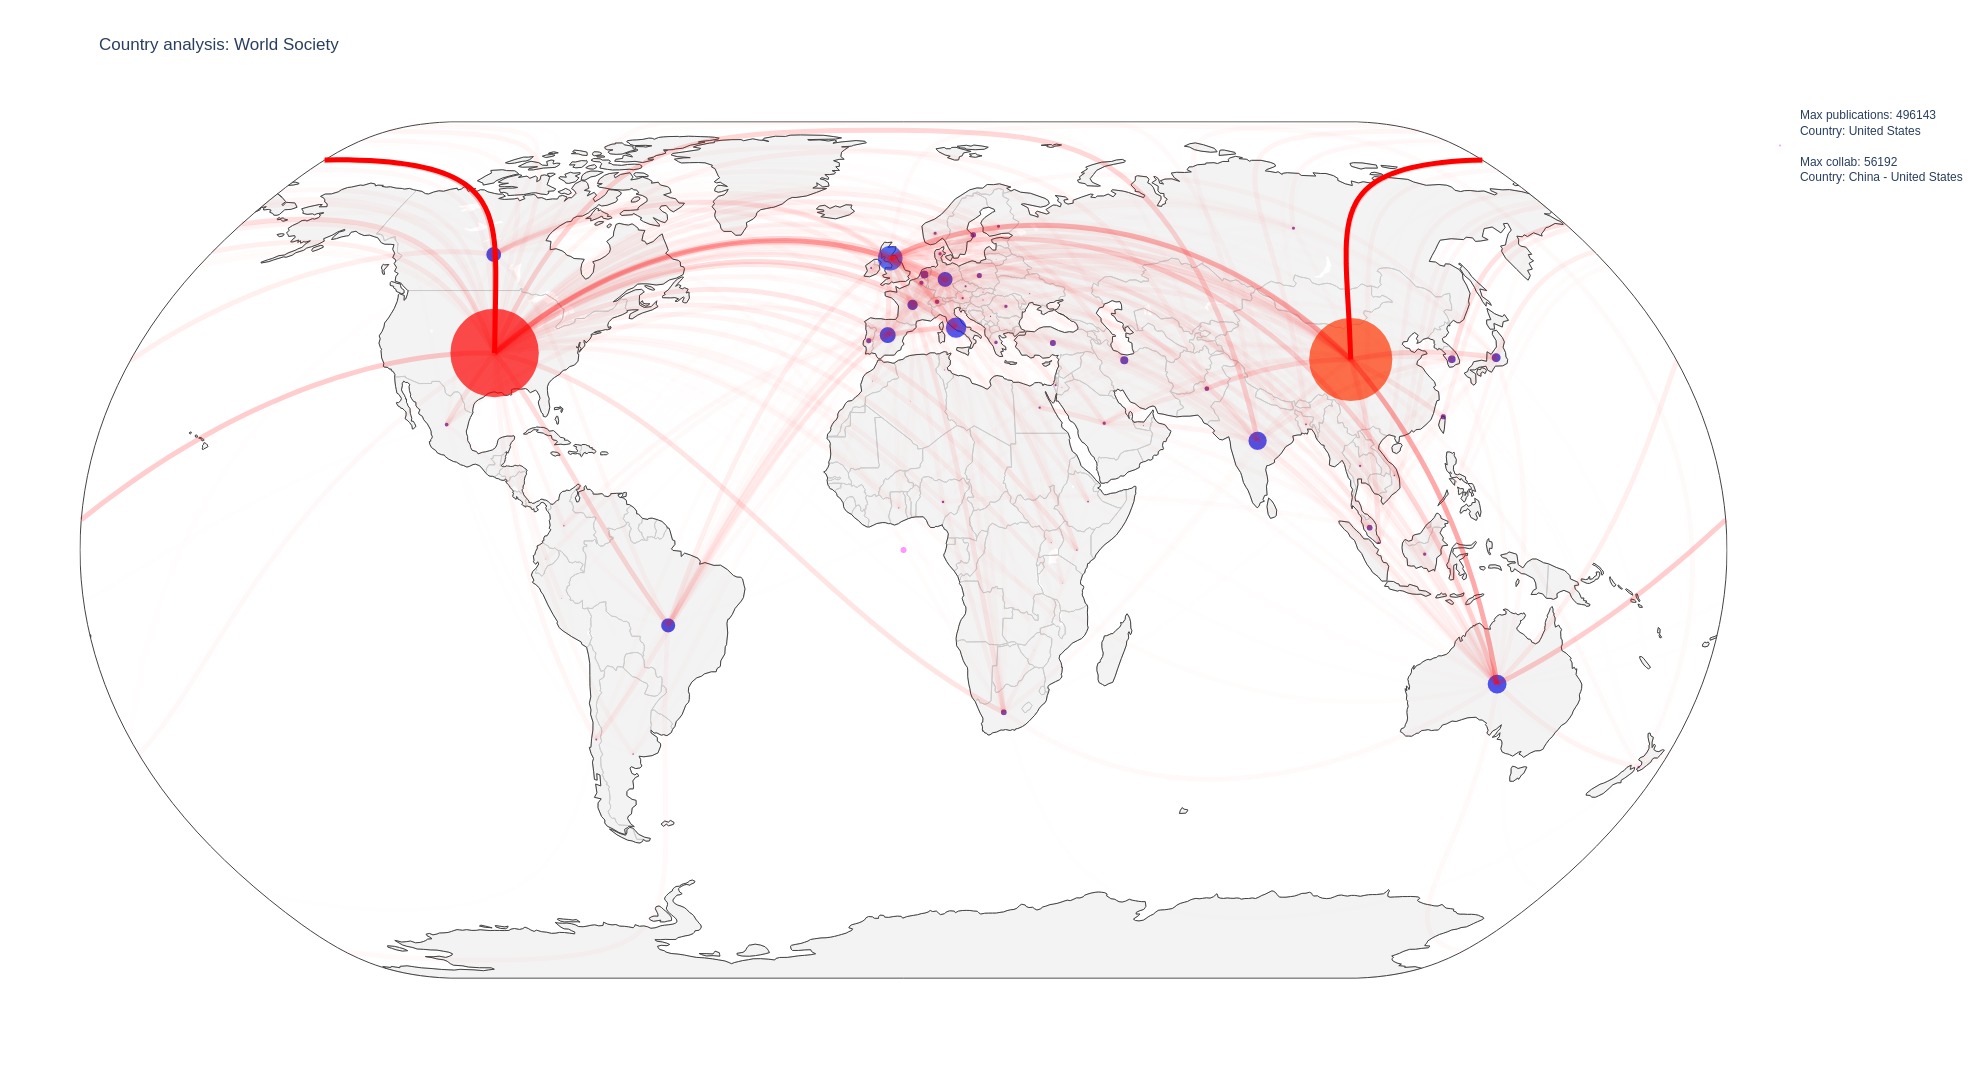 Country analysis: World Society
Max publications: 496143
Country: United States
Max collab: 56192
Country: China - United States